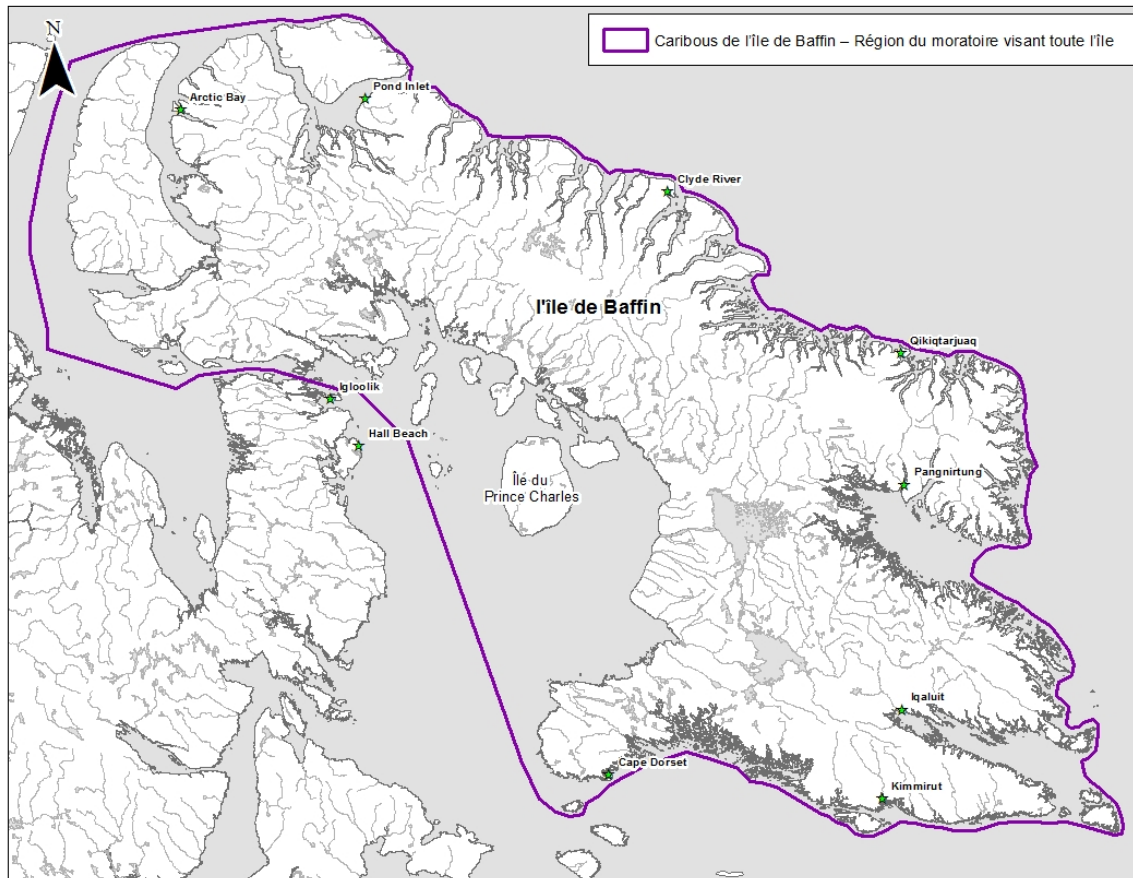 N
Caribous de l'île de Baffin – Région du moratoire visant toute l'île
Pond Inlet
Arctic Bay
Clyde River
l'île de Baffin
Qikiqtarjuaq
Igloolik
Hall Beach
Pangnirtung
Île du
Prince Charles
Iqaluit
Cape Dorset
Kimmirut